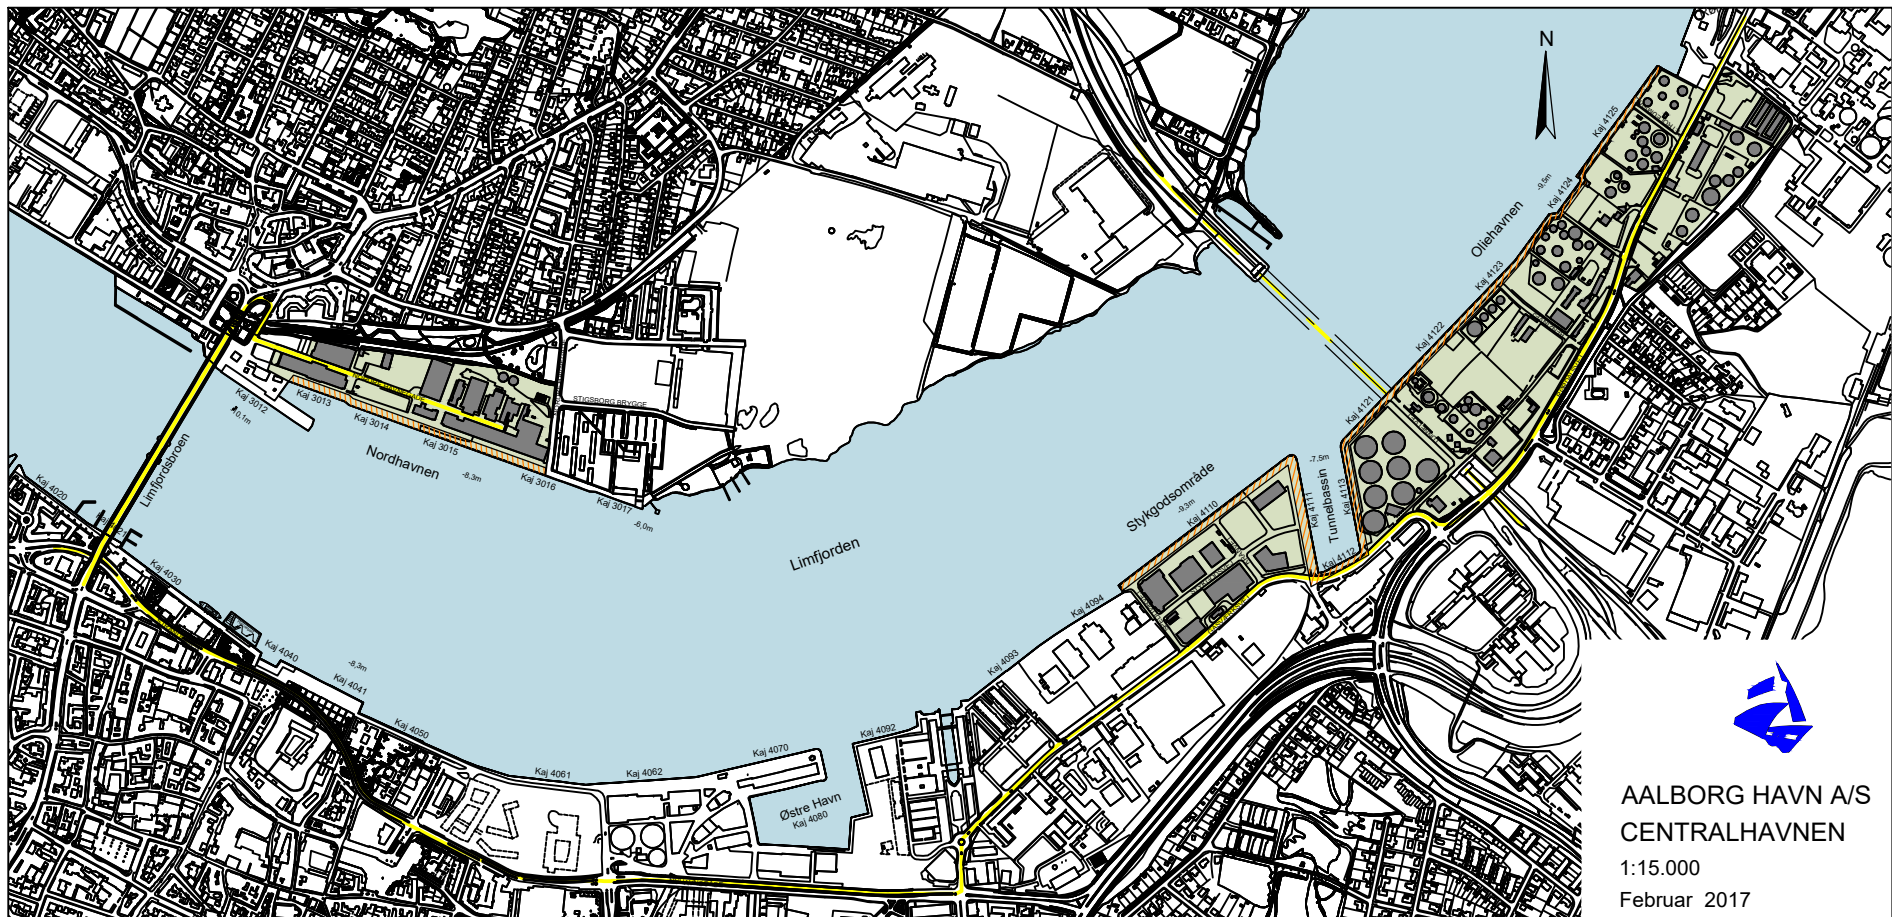 N
Kaj 4125
-9,5m
Kaj 4124
Oliehavnen
Kaj 4123
Kaj 4122
Kaj 4121
Kaj 3012
Kaj 3013
Kaj 3014
Kaj 3015
Kaj 3016
Kaj 3017
STIGSBORG BRYGGE
Nordhavnen
-8,3m
-6,0m
Limfjordsbroen
Limfjorden
Stykgodsområde
-9,3m
Kaj 4110
-7,5m
Kaj 4111
Tunnelbassin
Kaj 4113
Kaj 4112
Kaj 4020
Kaj 4030
Kaj 4040
-8,3m
Kaj 4041
Kaj 4050
Kaj 4061
Kaj 4062
Kaj 4070
Østre Havn
Kaj 4080
Kaj 4092
Kaj 4093
Kaj 4094
AALBORG HAVN A/S
CENTRALHAVNEN
1:15.000
Februar 2017